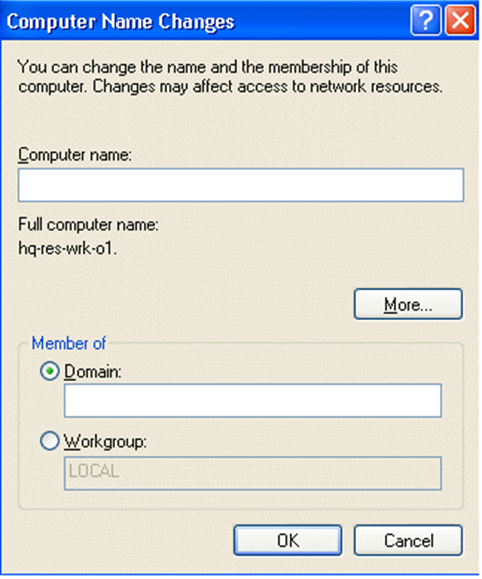 Computer Name Changes
You can change the name and the membership of this
computer. Changes may affect access to network resources.
Computer name:
Full computer name:
hq-res-wrk-o1.
More...
Member of
Domain:
Workgroup:
LOCAL
OK
Cancel